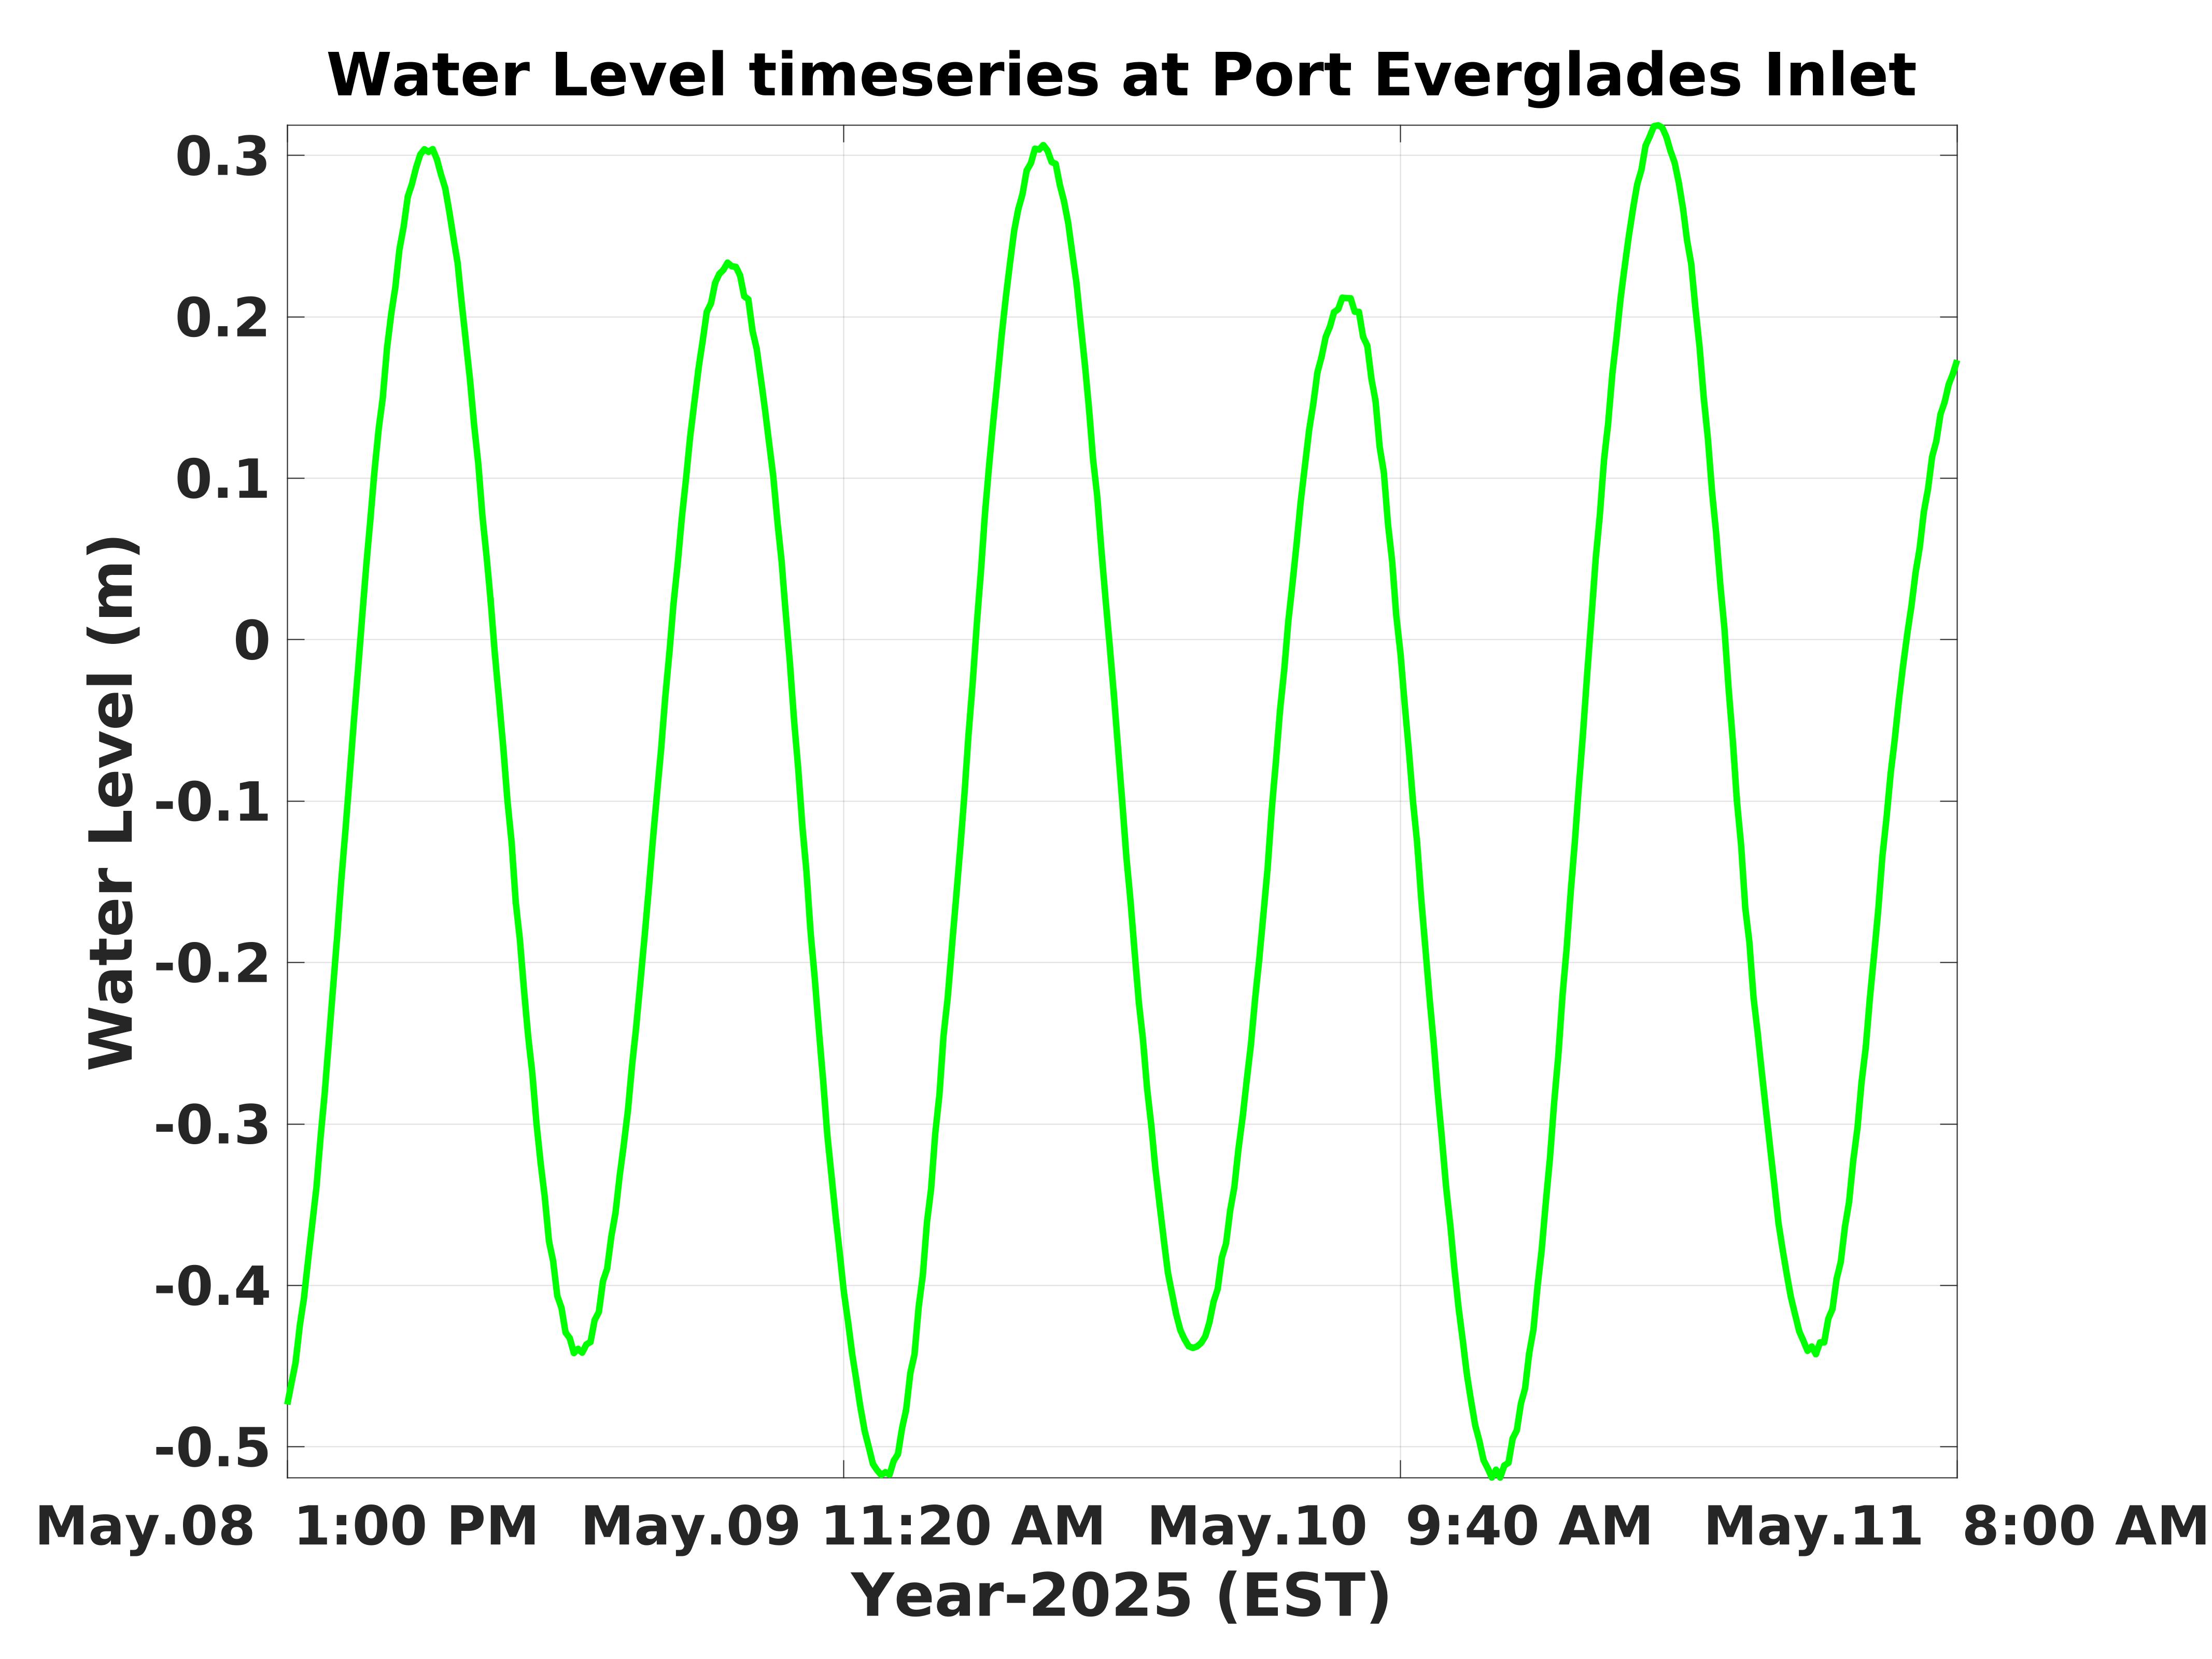 Water Level timeseries at Port Everglades Inlet
0.3
0.2
0.1
0
-0.1
-0.2
-0.3
-0.4
-0.5
Water Level (m)
May.08 1:00 PM May.09 11:20 AM May.10 9:40 AM May.11 8:00 AM
Year-2025 (EST)